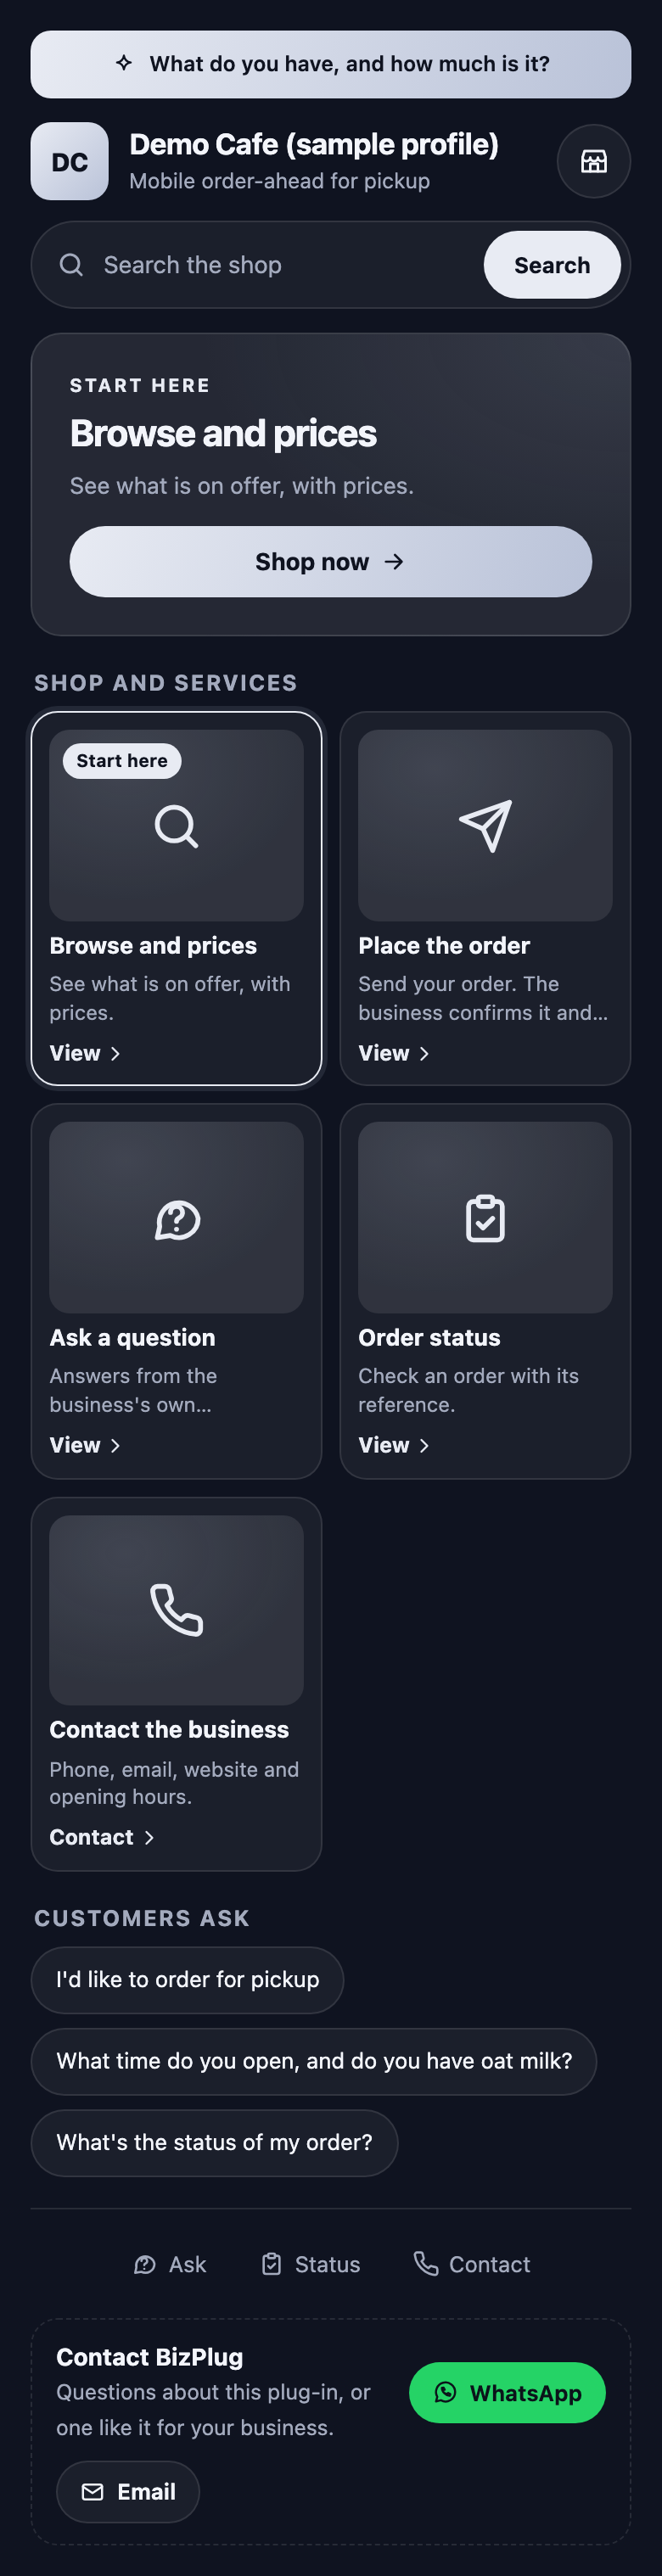 What do you have, and how much is it?
DC
Demo Cafe (sample profile)
Mobile order-ahead for pickup
Search the shop
Search
START HERE
Browse and prices
See what is on offer, with prices.
Shop now
SHOP AND SERVICES
Start here
Browse and prices
See what is on offer, with
prices.
View
Place the order
Send your order. The
business confirms it and...
View
Ask a question
Answers from the
business's own...
View
Order status
Check an order with its
reference.
View
Contact the business
Phone, email, website and
opening hours.
Contact
CUSTOMERS ASK
I'd like to order for pickup
What time do you open, and do you have oat milk?
What's the status of my order?
Ask
Status
Contact
Contact BizPlug
Questions about this plug-in, or
one like it for your business.
WhatsApp
Email